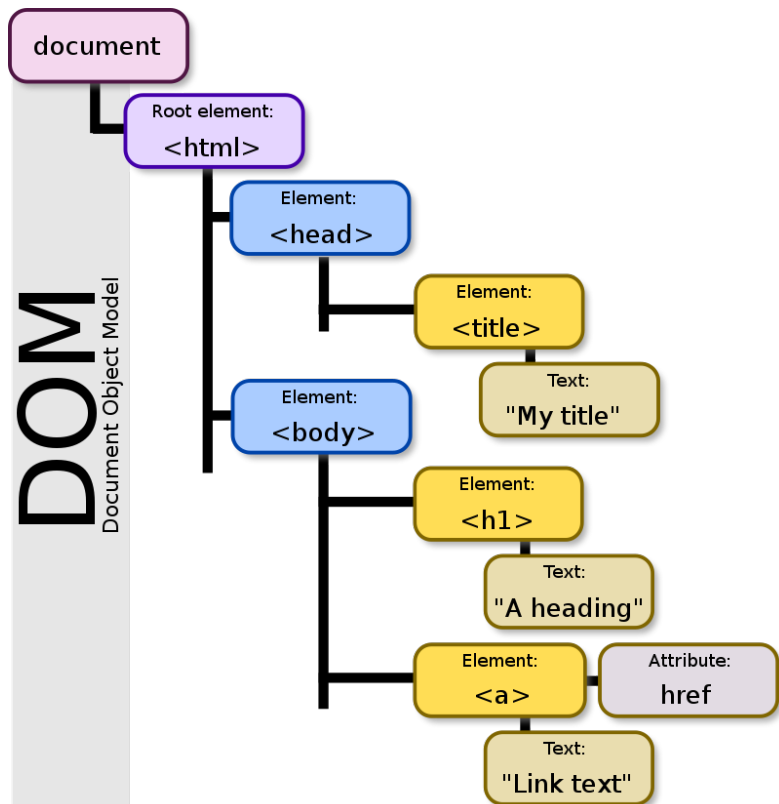 document
Root element:
<html>
Element:
<head>
Element:
<title>
Text:
"My title"
Element:
<body>
Element:
<h1>
Text:
"A heading"
Element:
<a>
Attribute:
href
Text:
"Link text"
DOM
Document Object Model